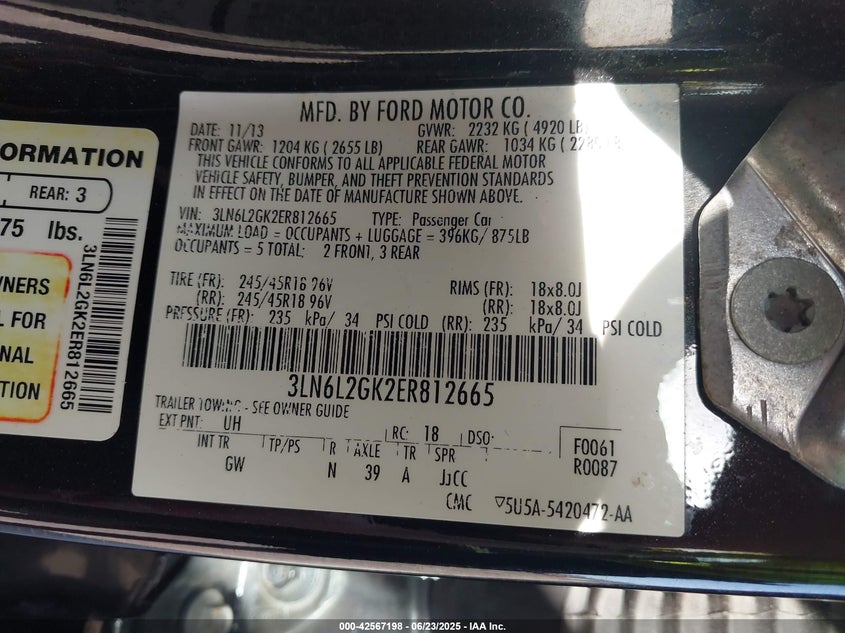 MFD. BY FORD MOTOR CO.
DATE: 11/13 GVWR: 2232 KG ( 4920 LB)
FRONT GAWR: 1204 KG ( 2655 LB) REAR GAWR: 1034 KG (
THIS VEHICLE CONFORMS TO ALL APPLICABLE FEDERAL MOTOR
VEHICLE SAFETY, BUMPER, AND THEFT PREVENTION STANDARDS
IN EFFECT ON THE DATE OF MANUFACTURE SHOWN ABOVE.
VIN: 3LN6L2GK2ER812665 TYPE: Passenger Car
MAXIMUM LOAD = OCCUPANTS + LUGGAGE = 396KG/ 875LB
OCCUPANTS = 5 TOTAL: 2 FRONT, 3 REAR
TIRE (FR): 245/45R18 96V RIMS (FR): 18x8.0J
(RR): 245/45R18 96V (RR): 18x8.0J
PRESSURE (FR): 235 kPa/ 34 PSI COLD (RR): 235 kPa/ 34 PSI COLD
3LN6L2GK2ER812665
TRAILER TOWING - SEE OWNER GUIDE
EXT PNT: UH RC: 18 DSO:
F0061
R0087
INT TR TP/PS R AXLE TR SPR
GW N 39 A JJCC
CMC ▽5U5A-5420472-AA
ORMATION
REAR: 3
75 lbs.
WNERS
L FOR
NAL
TION
3LN6L2GK2ER812665
000-42567198 - 06/23/2025 - IAA Inc.